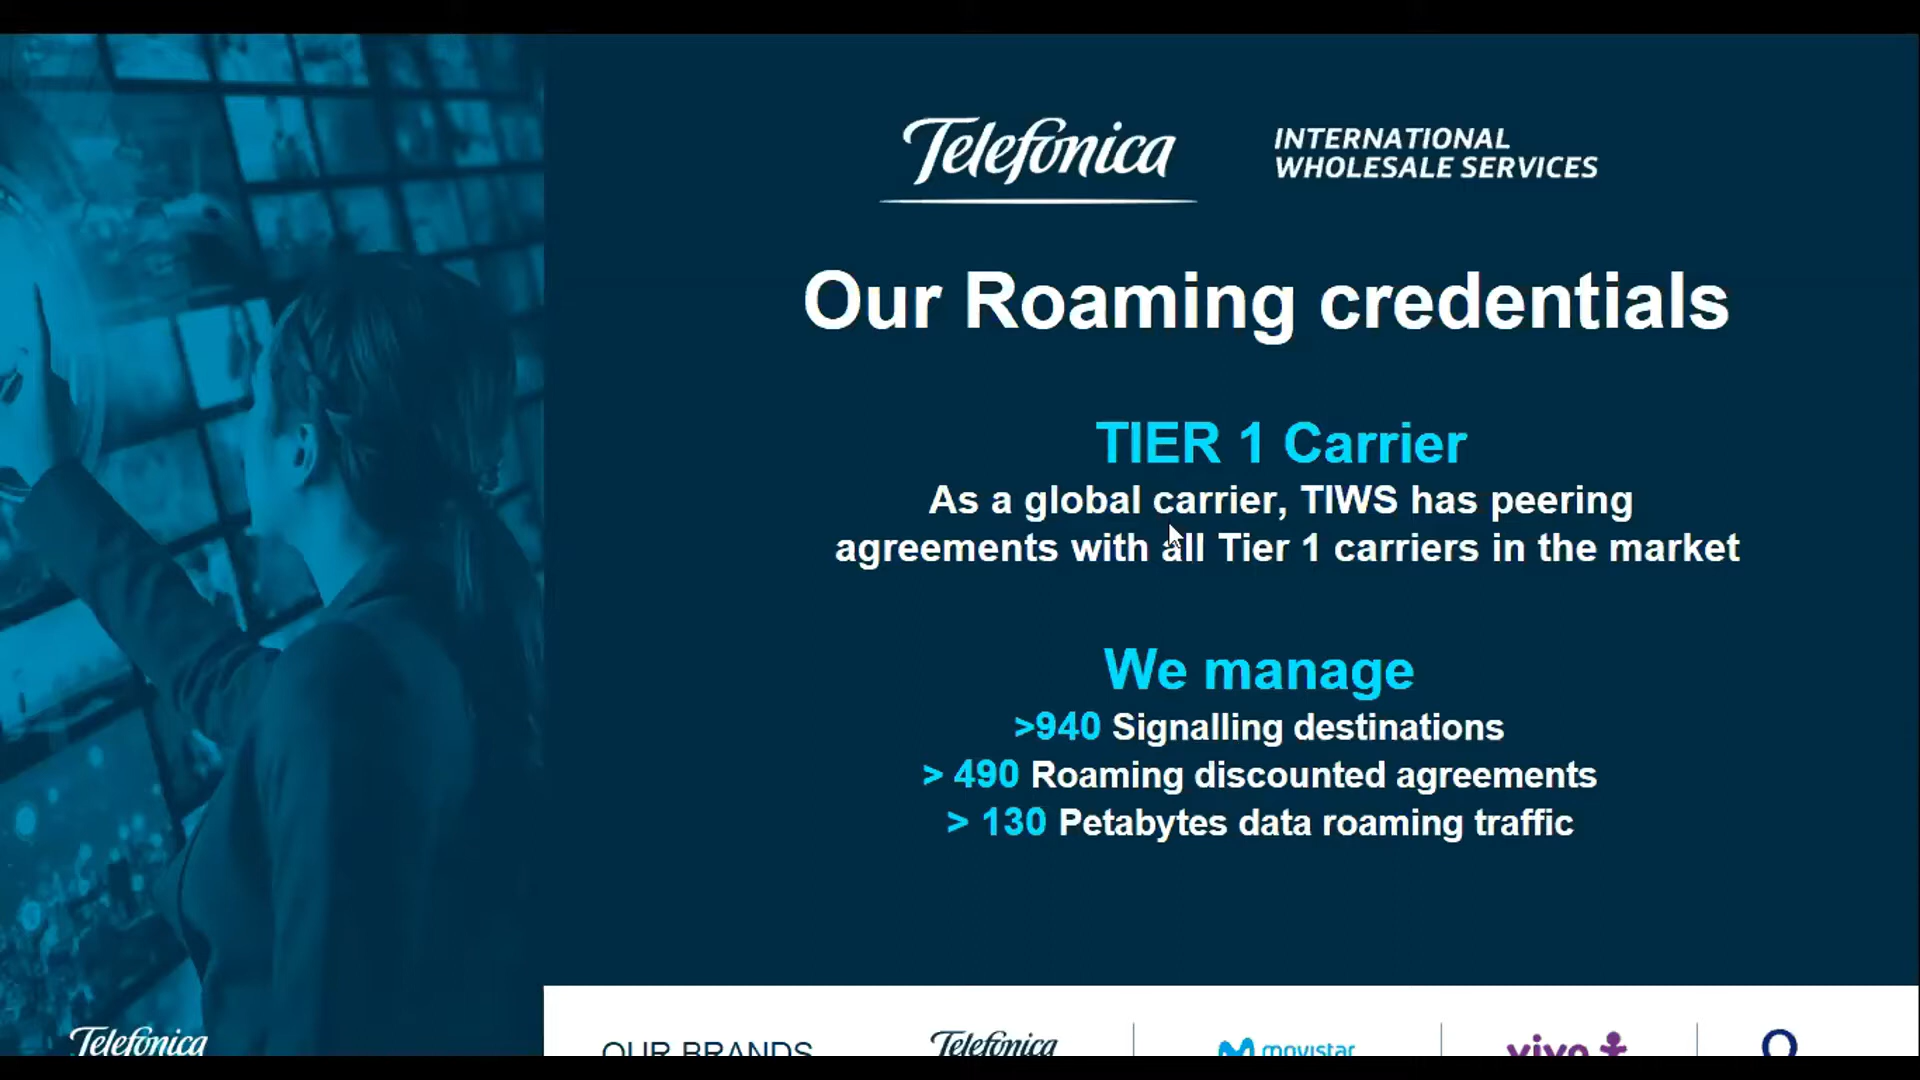 Telefónica
INTERNATIONAL
WHOLESALE SERVICES
Our Roaming credentials
TIER 1 Carrier
As a global carrier, TIWS has peering
agreements with all Tier 1 carriers in the market
We manage
>940 Signalling destinations
> 490 Roaming discounted agreements
> 130 Petabytes data roaming traffic
Telefónica
OUR BRANDS
Telefónica
movistar
vivo